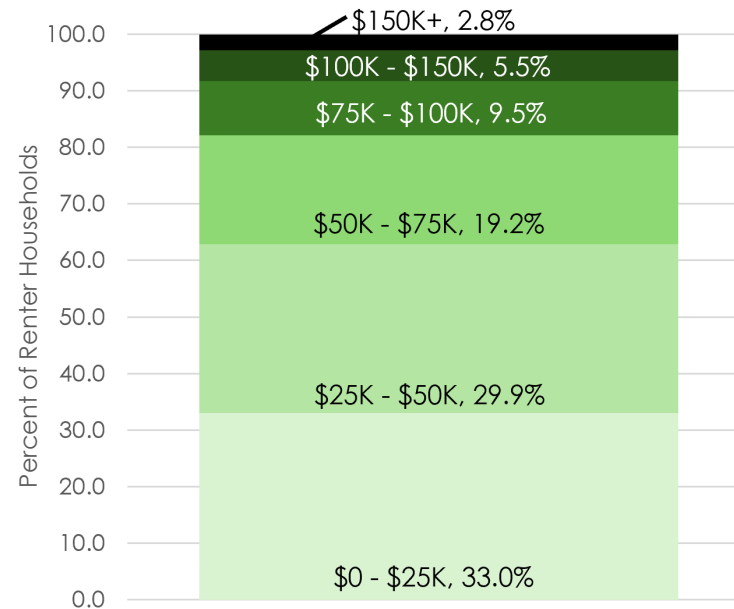 $150K+, 2.8%
100.0
$100K - $150K, 5.5%
90.0
$75K - $100K, 9.5%
80.0
70.0
$50K - $75K, 19.2%
60.0
50.0
40.0
$25K - $50K, 29.9%
30.0
20.0
10.0
$0 - $25K, 33.0%
0.0
Percent of Renter Households